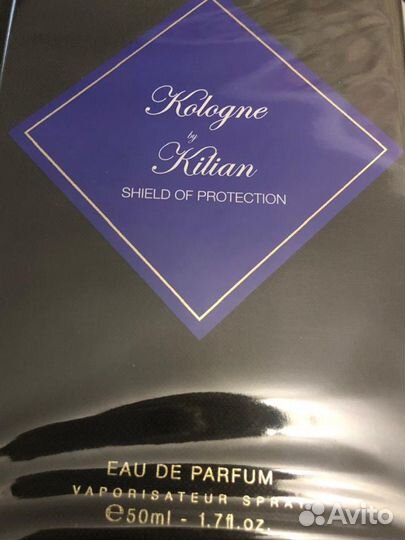 Kologne
by
Kilian
SHIELD OF PROTECTION
EAU DE PARFUM
VAPORISATEUR SPRAY
℮50ml - 1.7fl.oz.
Avito